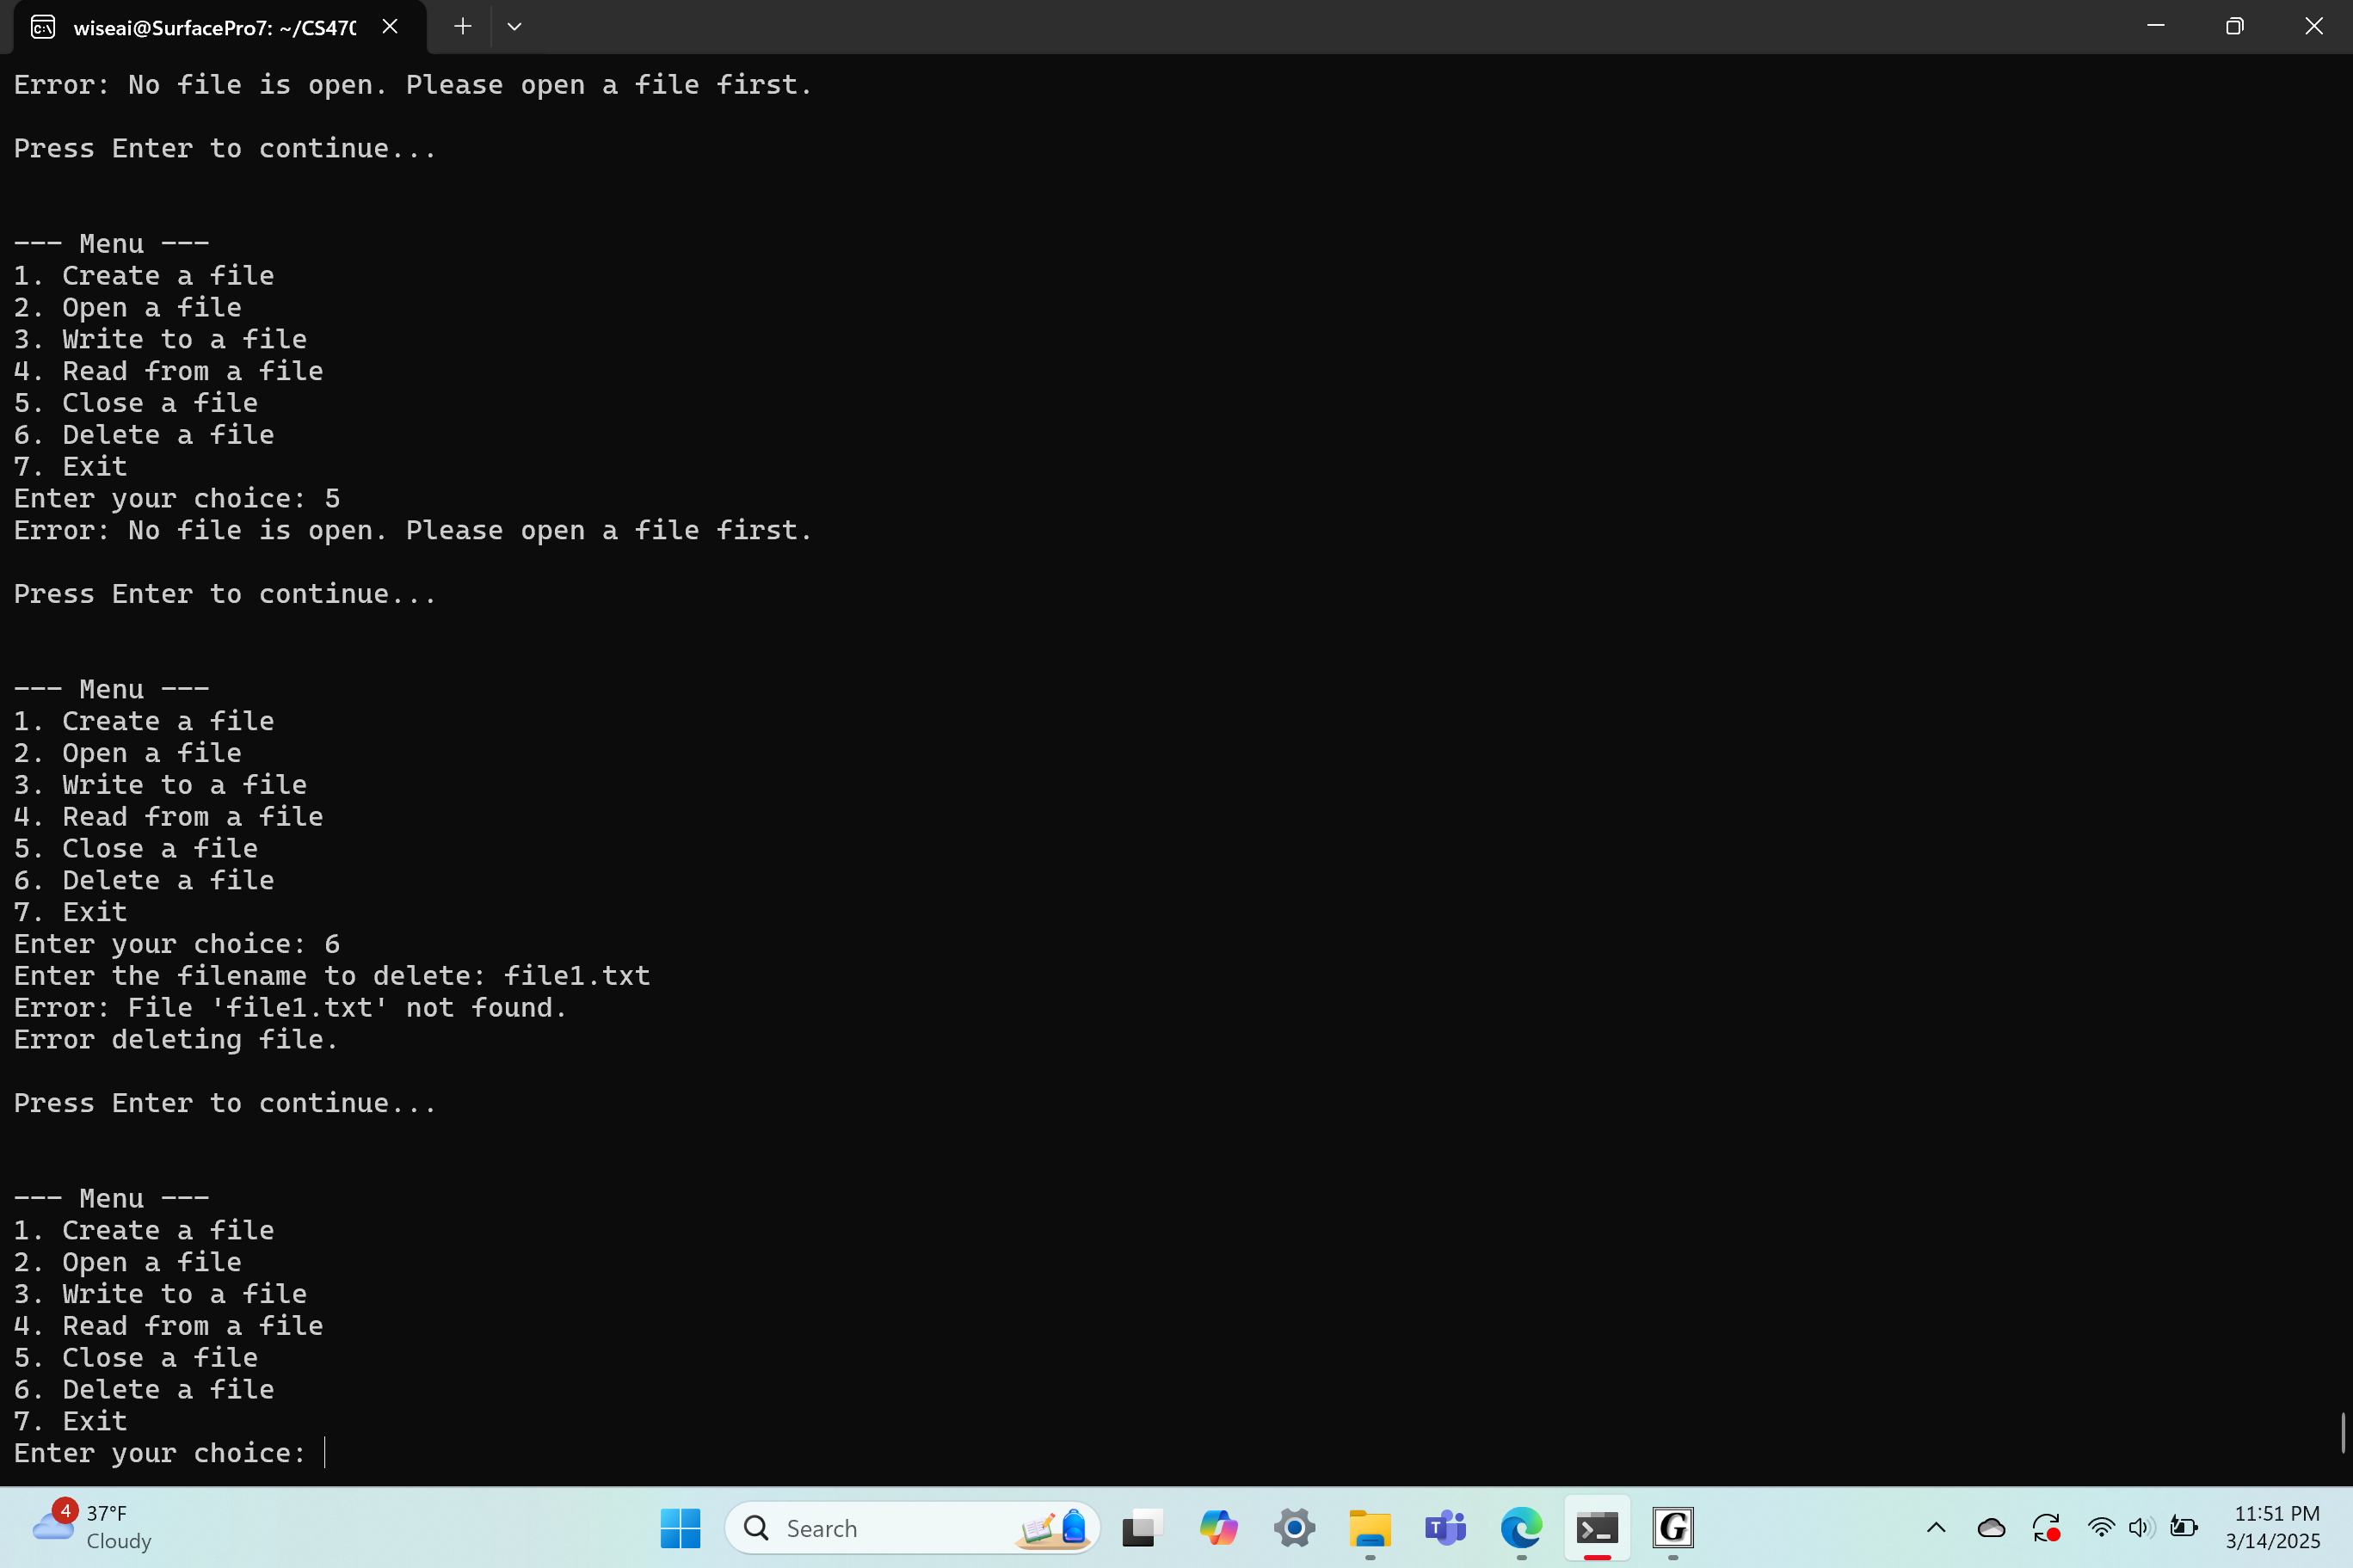 wiseai@SurfacePro7: ~/CS470
Error: No file is open. Please open a file first.
Press Enter to continue...
--- Menu ---
1. Create a file
2. Open a file
3. Write to a file
4. Read from a file
5. Close a file
6. Delete a file
7. Exit
Enter your choice: 5
Error: No file is open. Please open a file first.
Press Enter to continue...
--- Menu ---
1. Create a file
2. Open a file
3. Write to a file
4. Read from a file
5. Close a file
6. Delete a file
7. Exit
Enter your choice: 6
Enter the filename to delete: file1.txt
Error: File 'file1.txt' not found.
Error deleting file.
Press Enter to continue...
--- Menu ---
1. Create a file
2. Open a file
3. Write to a file
4. Read from a file
5. Close a file
6. Delete a file
7. Exit
Enter your choice:
4
37°F
Cloudy
Search
T
G
11:51 PM
3/14/2025